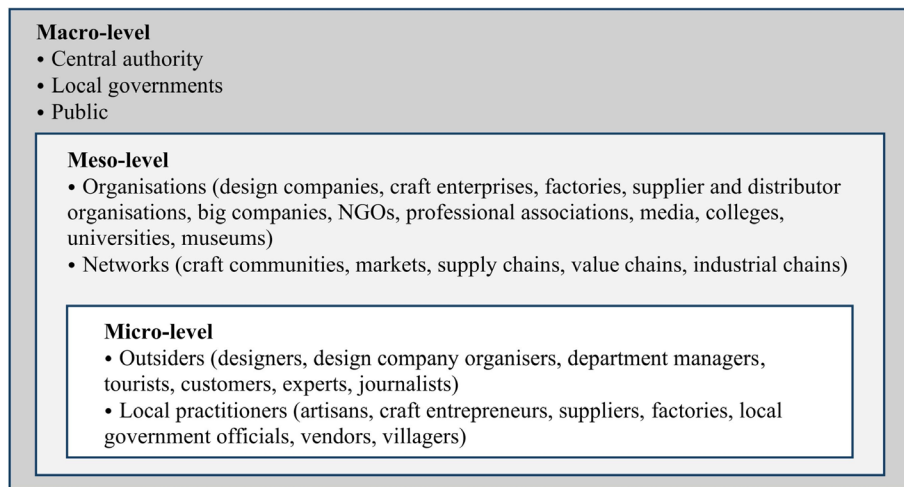 Macro-level
• Central authority
• Local governments
• Public
Meso-level
• Organisations (design companies, craft enterprises, factories, supplier and distributor
organisations, big companies, NGOs, professional associations, media, colleges,
universities, museums)
• Networks (craft communities, markets, supply chains, value chains, industrial chains)
Micro-level
• Outsiders (designers, design company organisers, department managers,
tourists, customers, experts, journalists)
• Local practitioners (artisans, craft entrepreneurs, suppliers, factories, local
government officials, vendors, villagers)